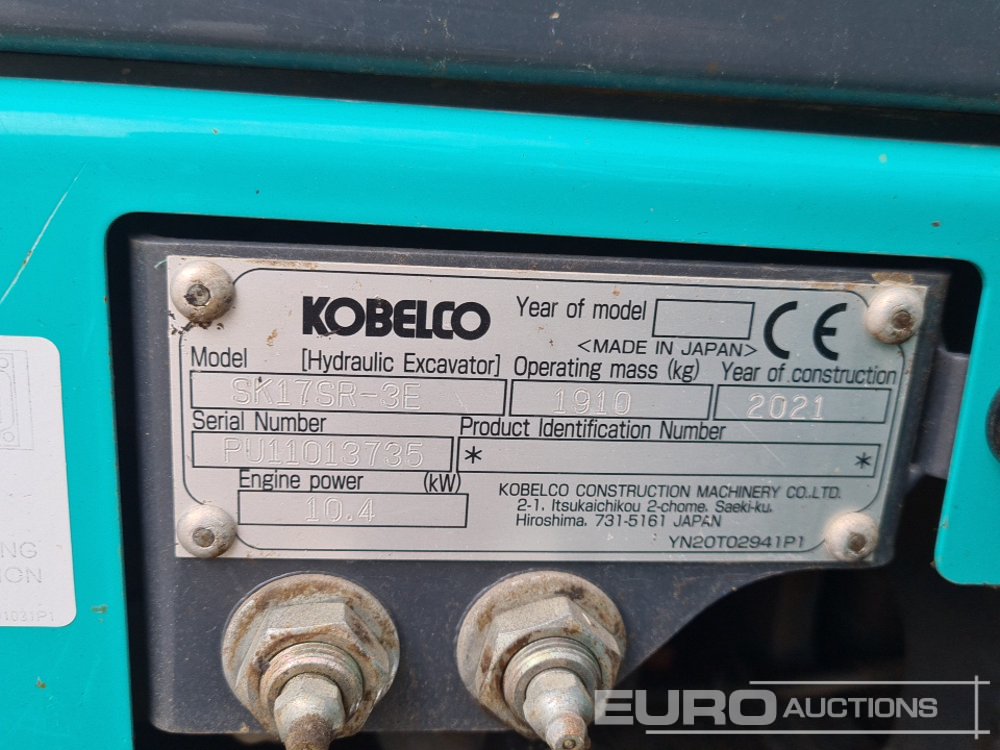 KOBELCO
Year of model
<MADE IN JAPAN>
CE
Model [Hydraulic Excavator] Operating mass (kg) Year of construction
SK17SR-3E 1910 2021
Serial Number Product Identification Number
PU11013735 * *
Engine power (kW)
10.4
KOBELCO CONSTRUCTION MACHINERY CO.,LTD.
2-1, Itsukaichikou 2-chome, Saeki-ku,
Hiroshima, 731-5161 JAPAN
YN20T02941P1
EURO AUCTIONS